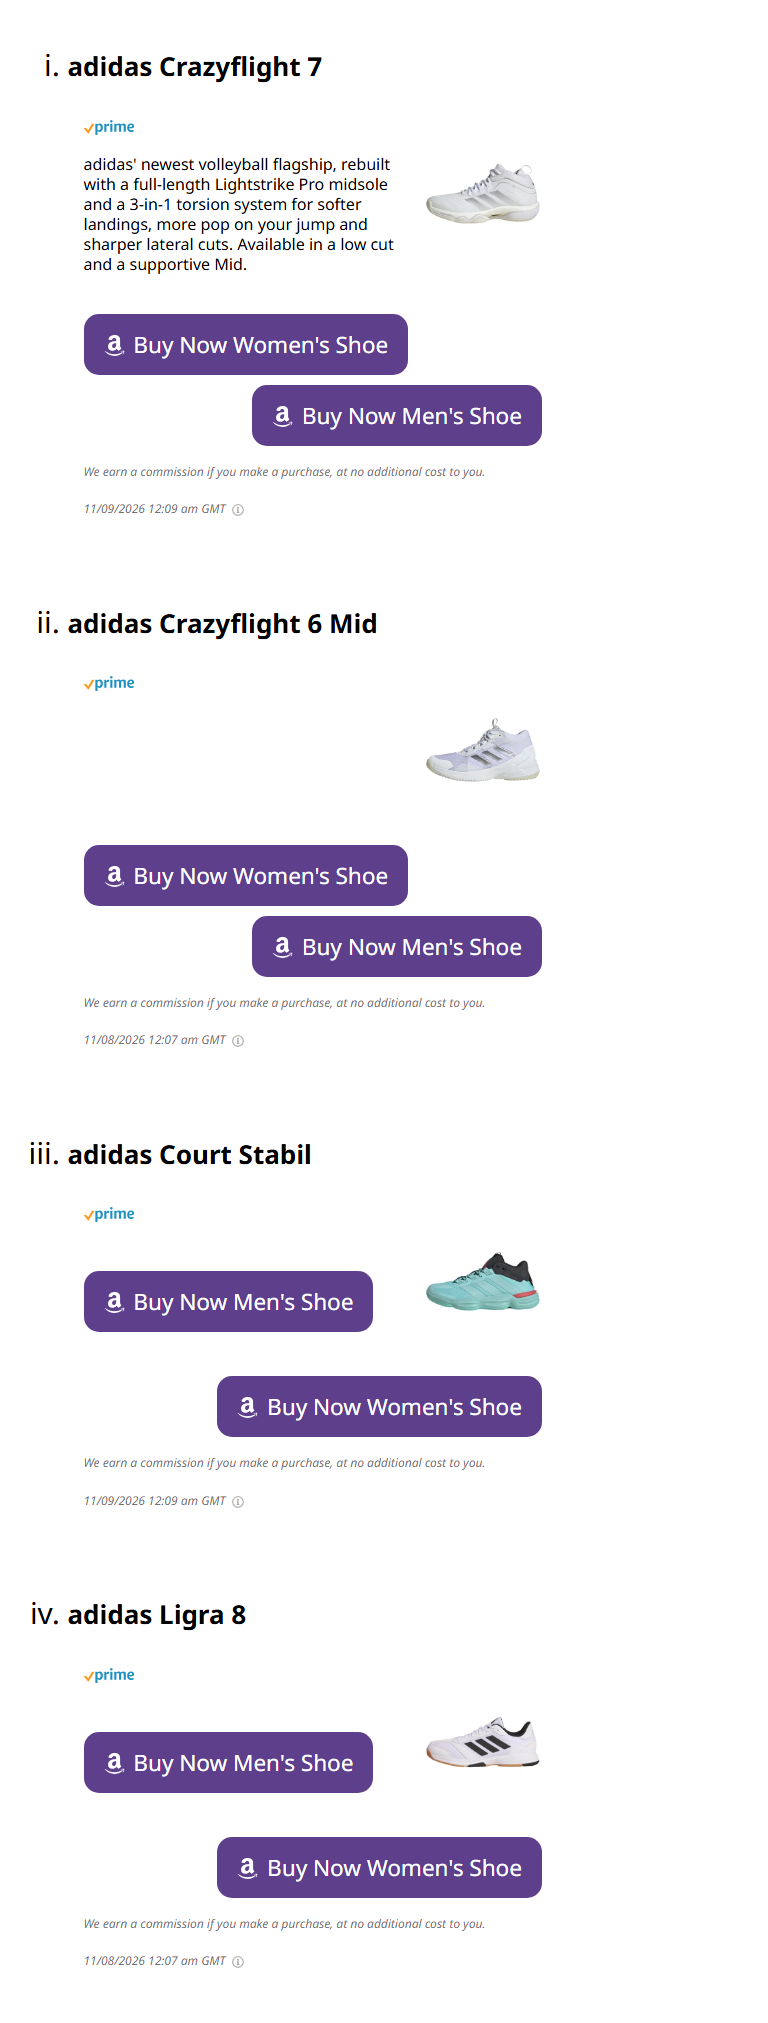 i. adidas Crazyflight 7
prime
adidas' newest volleyball flagship, rebuilt
with a full-length Lightstrike Pro midsole
and a 3-in-1 torsion system for softer
landings, more pop on your jump and
sharper lateral cuts. Available in a low cut
and a supportive Mid.
Buy Now Women's Shoe
Buy Now Men's Shoe
We earn a commission if you make a purchase, at no additional cost to you.
11/09/2026 12:09 am GMT
ii. adidas Crazyflight 6 Mid
prime
Buy Now Women's Shoe
Buy Now Men's Shoe
We earn a commission if you make a purchase, at no additional cost to you.
11/08/2026 12:07 am GMT
iii. adidas Court Stabil
prime
Buy Now Men's Shoe
Buy Now Women's Shoe
We earn a commission if you make a purchase, at no additional cost to you.
11/09/2026 12:09 am GMT
iv. adidas Ligra 8
prime
Buy Now Men's Shoe
Buy Now Women's Shoe
We earn a commission if you make a purchase, at no additional cost to you.
11/08/2026 12:07 am GMT